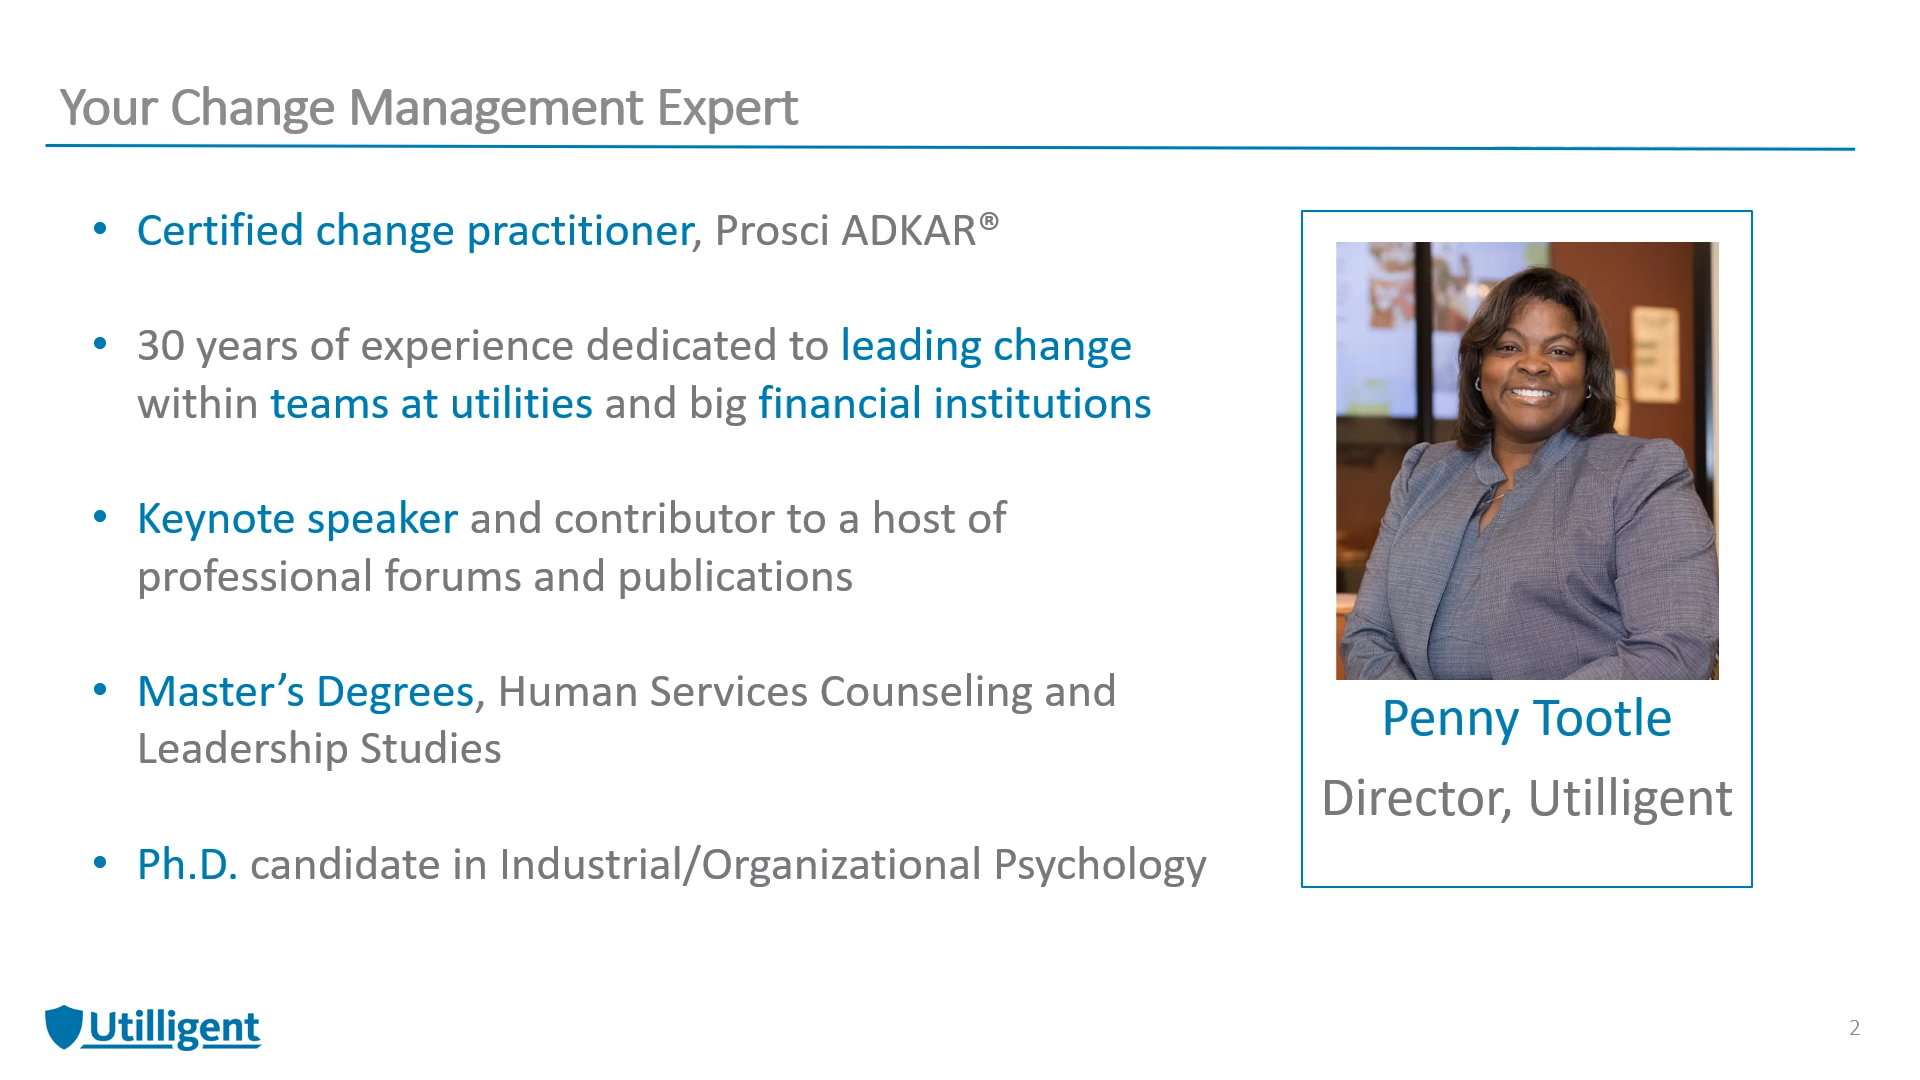 Your Change Management Expert
• Certified change practitioner, Prosci ADKAR®
• 30 years of experience dedicated to leading change
within teams at utilities and big financial institutions
• Keynote speaker and contributor to a host of
professional forums and publications
• Master’s Degrees, Human Services Counseling and
Leadership Studies
• Ph.D. candidate in Industrial/Organizational Psychology
Penny Tootle
Director, Utilligent
Utilligent
2